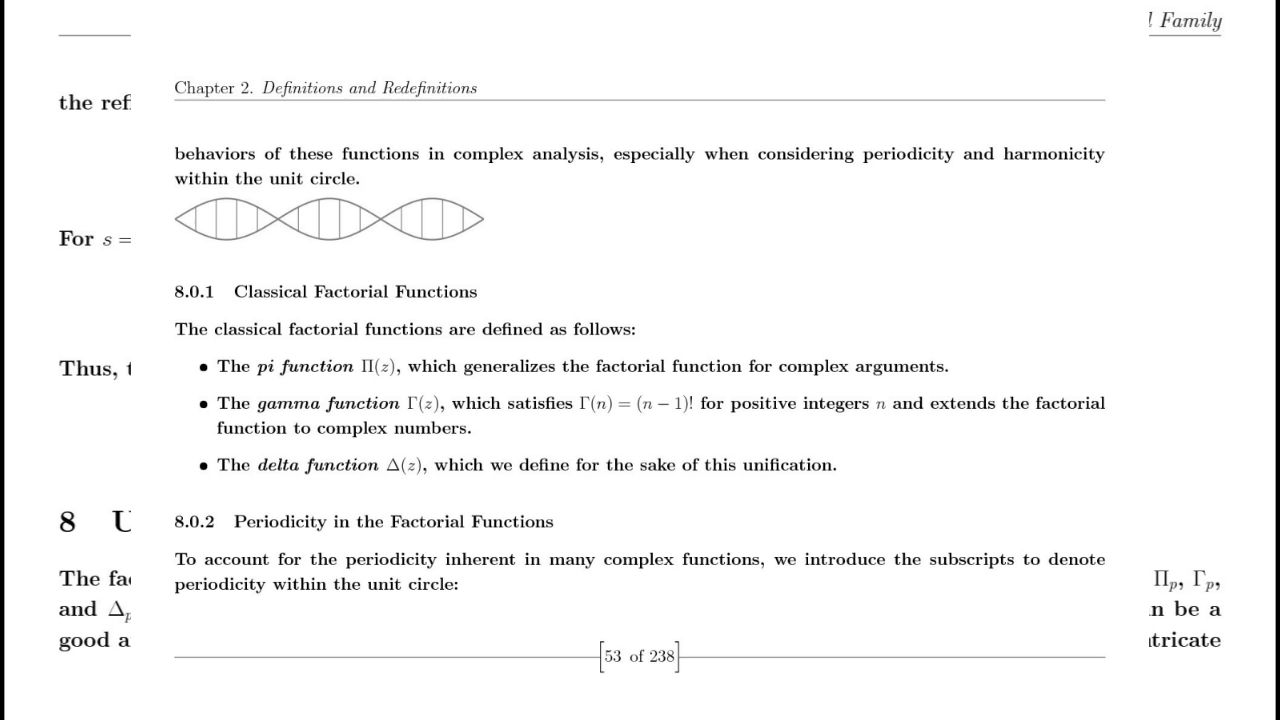 Family
the
Chapter 2. Definitions and Redefinitions
behaviors of these functions in complex analysis, especially when considering periodicity and harmonicity
within the unit circle.
For s =
8.0.1 Classical Factorial Functions
The classical factorial functions are defined as follows:
Thus,
• The pi function Π(z), which generalizes the factorial function for complex arguments.
• The gamma function Γ(z), which satisfies Γ(n) = (n − 1)! for positive integers n and extends the factorial
function to complex numbers.
• The delta function Δ(z), which we define for the sake of this unification.
8
8.0.2 Periodicity in the Factorial Functions
To account for the periodicity inherent in many complex functions, we introduce the subscripts to denote
periodicity within the unit circle:
The
Πₚ, Γₚ,
and Δₚ
be a
good
53 of 238